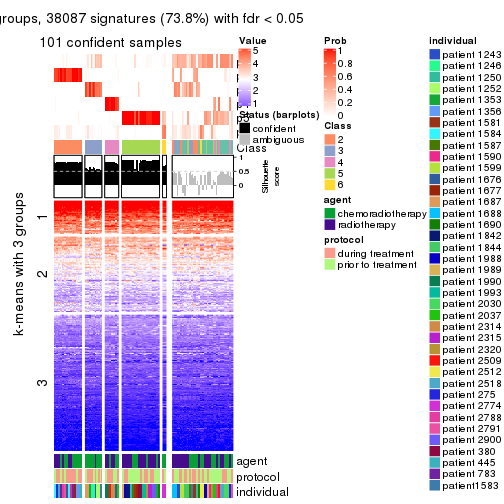 groups, 38087 signatures (73.8%) with fdr < 0.05
101 confident samples
k-means with 3 groups
1
2
3
Class
1
0.5
0
Silhouette
score
agent
protocol
individual
Value
5
4
3
2
1
Status (barplots)
confident
ambiguous
Prob
1
0.8
0.6
0.4
0.2
0
Class
2
3
4
5
6
agent
chemoradiotherapy
radiotherapy
protocol
during treatment
prior to treatment
individual
patient 1243
patient 1246
patient 1250
patient 1252
patient 1353
patient 1356
patient 1581
patient 1584
patient 1587
patient 1590
patient 1599
patient 1676
patient 1677
patient 1687
patient 1688
patient 1690
patient 1842
patient 1844
patient 1988
patient 1989
patient 1990
patient 1993
patient 2030
patient 2037
patient 2314
patient 2315
patient 2320
patient 2509
patient 2512
patient 2518
patient 275
patient 2774
patient 2788
patient 2791
patient 2900
patient 380
patient 445
patient 783
patient1583